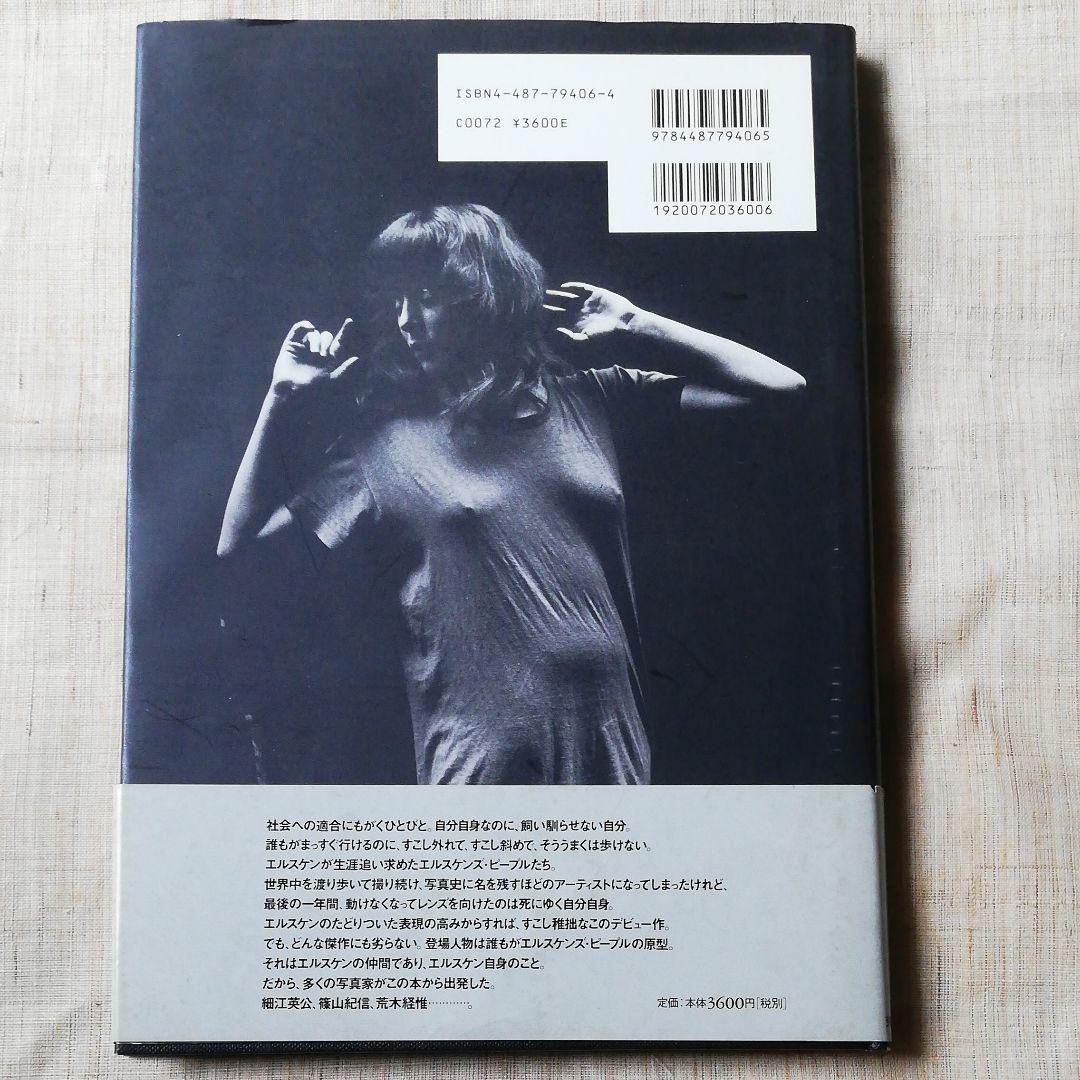 ISBN4-487-79406-4
C0072 ¥3600E
9784487794065
1920072036006
社会への適合にもがくひとびと。自分自身なのに、飼い馴らせない自分。
誰もがまっすぐ行けるのに、すこし外れて、すこし斜めで、そううまくは歩けない。
エルスケンが生涯追い求めたエルスケンズ・ピープルたち。
世界中を渡り歩いて撮り続け、写真史に名を残すほどのアーティストになってしまったけれど、
最後の一年間、動けなくなってレンズを向けたのは死にゆく自分自身。
エルスケンのたどりついた表現の高みからすれば、すこし稚拙なこのデビュー作。
でも、どんな傑作にも劣らない。登場人物は誰もがエルスケンズ・ピープルの原型。
それはエルスケンの仲間であり、エルスケン自身のこと。
だから、多くの写真家がこの本から出発した。
細江英公、篠山紀信、荒木経惟…………。
定価：本体3600円［税別］